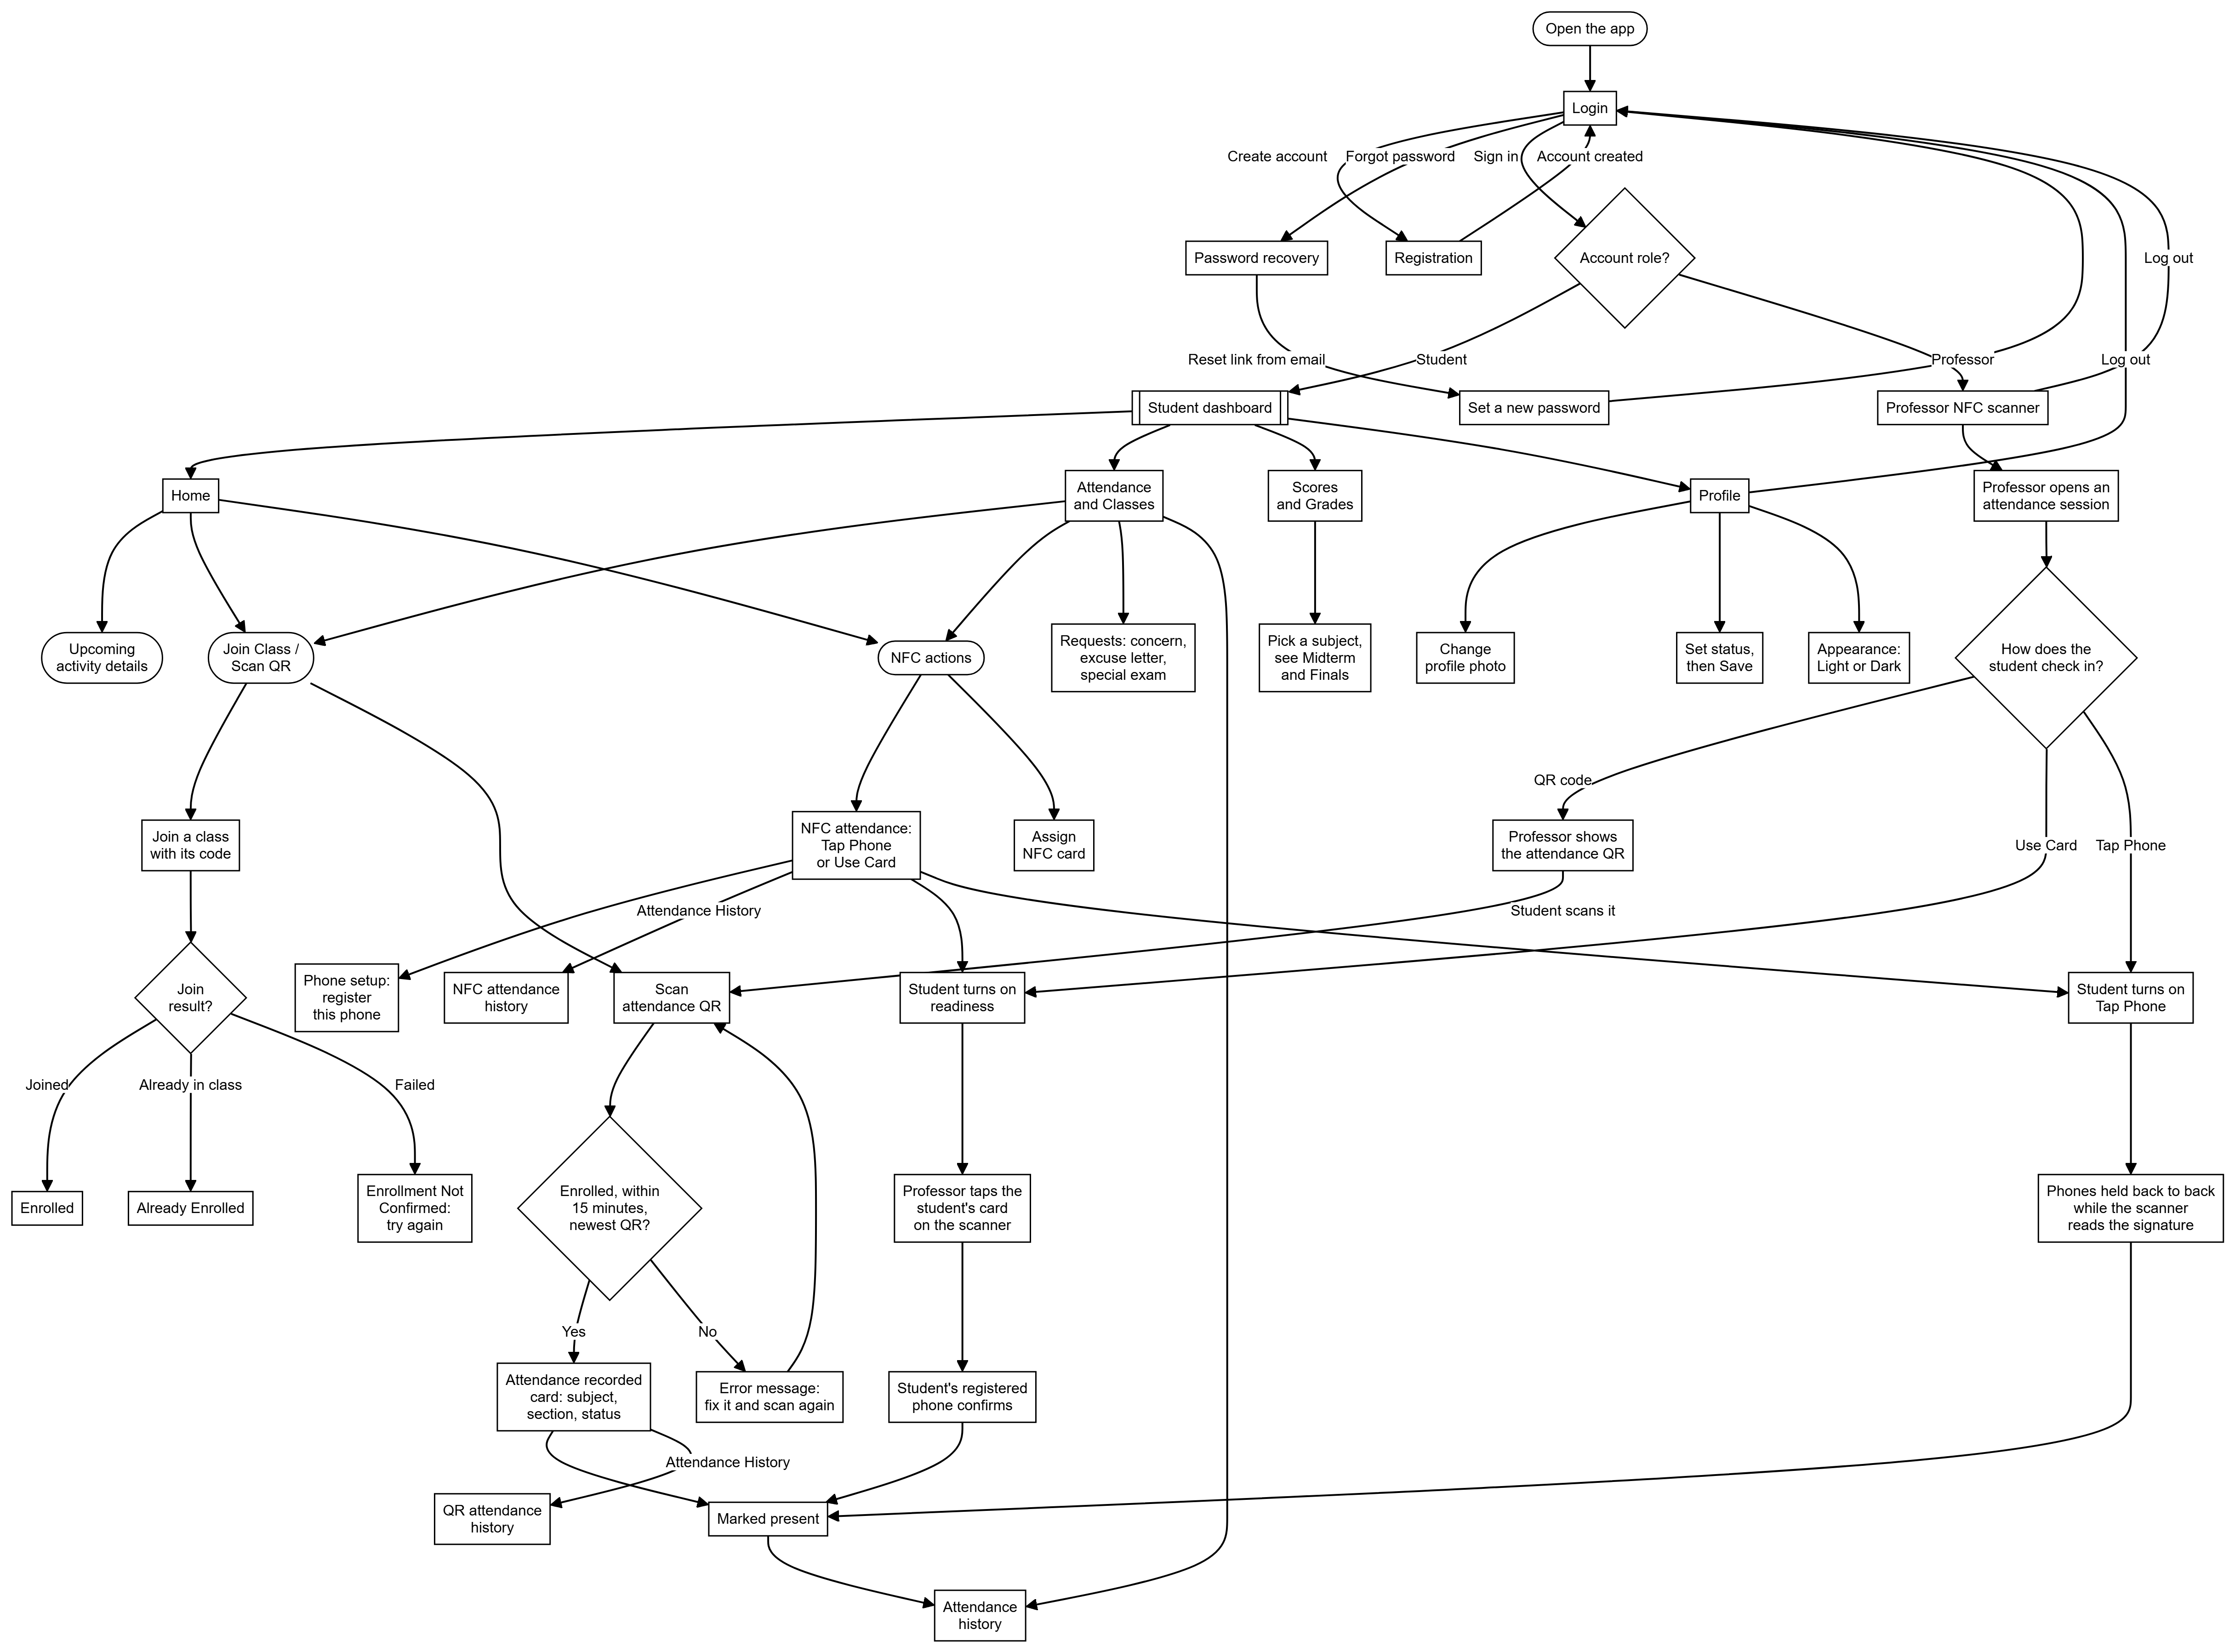 Open the app
Login
Create account
Forgot password
Sign in
Account created
Password recovery
Registration
Account role?
Log out
Reset link from email
Student
Professor
Log out
Student dashboard
Set a new password
Professor NFC scanner
Home
Attendance
and Classes
Scores
and Grades
Profile
Professor opens an
attendance session
Upcoming
activity details
Join Class /
Scan QR
NFC actions
Requests: concern,
excuse letter,
special exam
Pick a subject,
see Midterm
and Finals
Change
profile photo
Set status,
then Save
Appearance:
Light or Dark
How does the
student check in?
QR code
Join a class
with its code
NFC attendance:
Tap Phone
or Use Card
Assign
NFC card
Professor shows
the attendance QR
Use Card
Tap Phone
Attendance History
Student scans it
Join
result?
Phone setup:
register
this phone
NFC attendance
history
Scan
attendance QR
Student turns on
readiness
Student turns on
Tap Phone
Joined
Already in class
Failed
Enrolled
Already Enrolled
Enrollment Not
Confirmed:
try again
Enrolled, within
15 minutes,
newest QR?
Professor taps the
student's card
on the scanner
Phones held back to back
while the scanner
reads the signature
Yes
No
Attendance recorded
card: subject,
section, status
Error message:
fix it and scan again
Student's registered
phone confirms
Attendance History
QR attendance
history
Marked present
Attendance
history